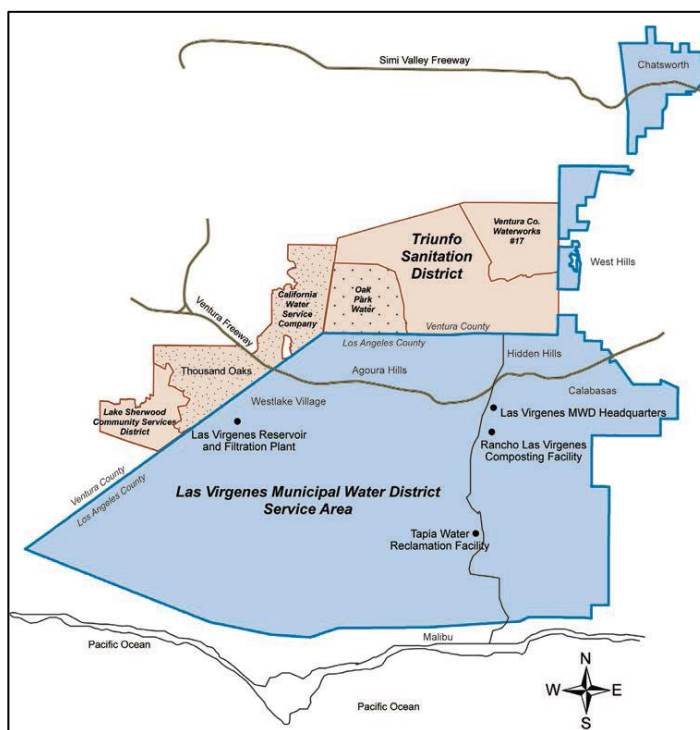 Simi Valley Freeway
Chatsworth
Ventura Co.
Waterworks
#17
Triunfo
Sanitation
District
West Hills
California
Water
Service
Company
Oak
Park
Water
Ventura Freeway
Ventura County
Los Angeles County
Hidden Hills
Thousand Oaks
Agoura Hills
Calabasas
Westlake Village
Lake Sherwood
Community Services
District
Las Virgenes MWD Headquarters
Las Virgenes Reservoir
and Filtration Plant
Rancho Las Virgenes
Composting Facility
Ventura County
Los Angeles County
Las Virgenes Municipal Water District
Service Area
Tapia Water
Reclamation Facility
Malibu
Pacific Ocean
Pacific Ocean
N
W
E
S